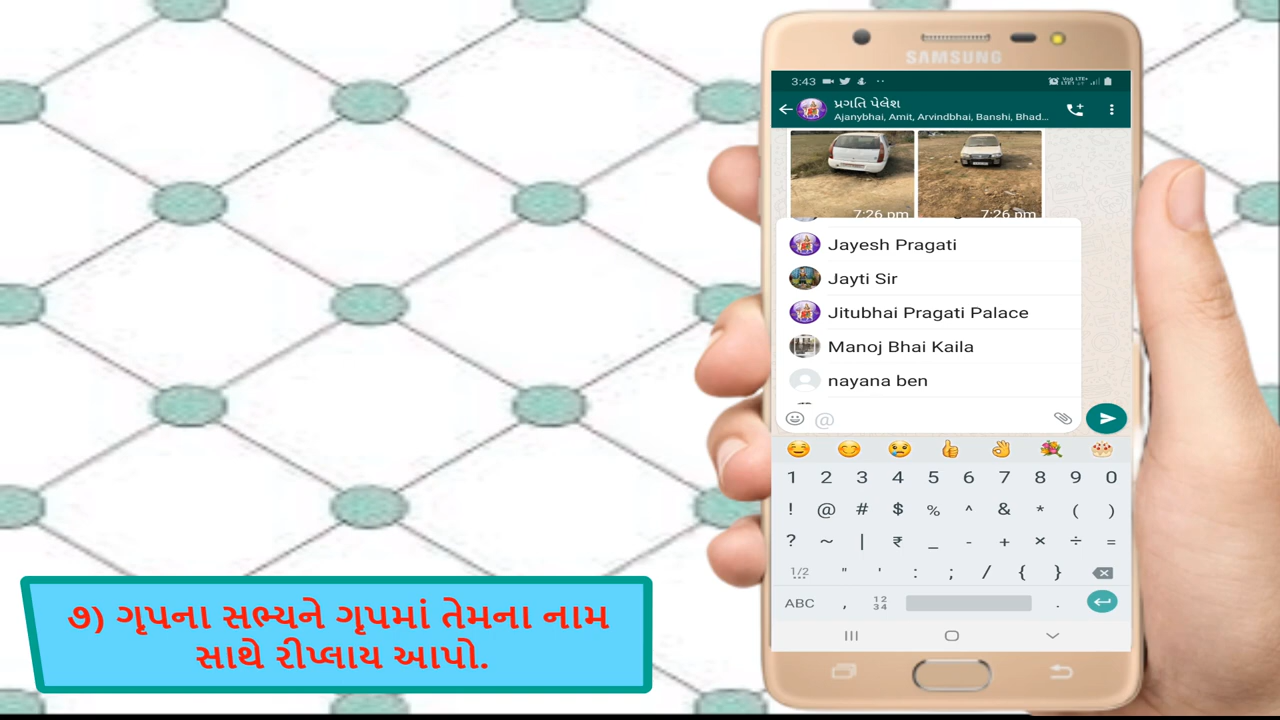 SAMSUNG
3:43
પ્રગતિ પેલેશ
Ajanybhai, Amit, Arvindbhai, Banshi, Bhad...
7:26 pm 7:26 pm
Jayesh Pragati
Jayti Sir
Jitubhai Pragati Palace
Manoj Bhai Kaila
nayana ben
@
1 2 3 4 5 6 7 8 9 0
! @ # $ % ^ & * ( )
? ~ | ₹ _ - + × ÷ =
1/2 " ' : ; / { }
ABC , 12 34 .
૭) ગૃપના સભ્યને ગૃપમાં તેમના નામ
સાથે રીપ્લાય આપો.